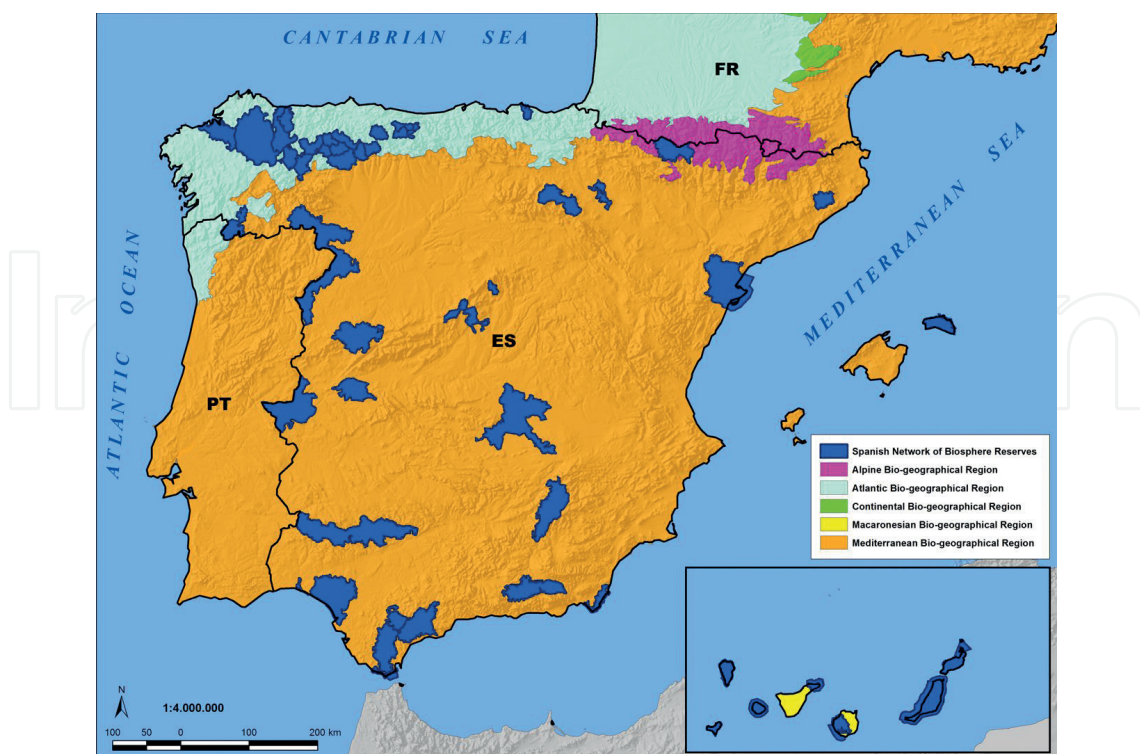 CANTABRIAN SEA
FR
MEDITERRANEAN SEA
ATLANTIC OCEAN
ES
PT
Spanish Network of Biosphere Reserves
Alpine Bio-geographical Region
Atlantic Bio-geographical Region
Continental Bio-geographical Region
Macaronesian Bio-geographical Region
Mediterranean Bio-geographical Region
N
1:4.000.000
100 50 0 100 200 km